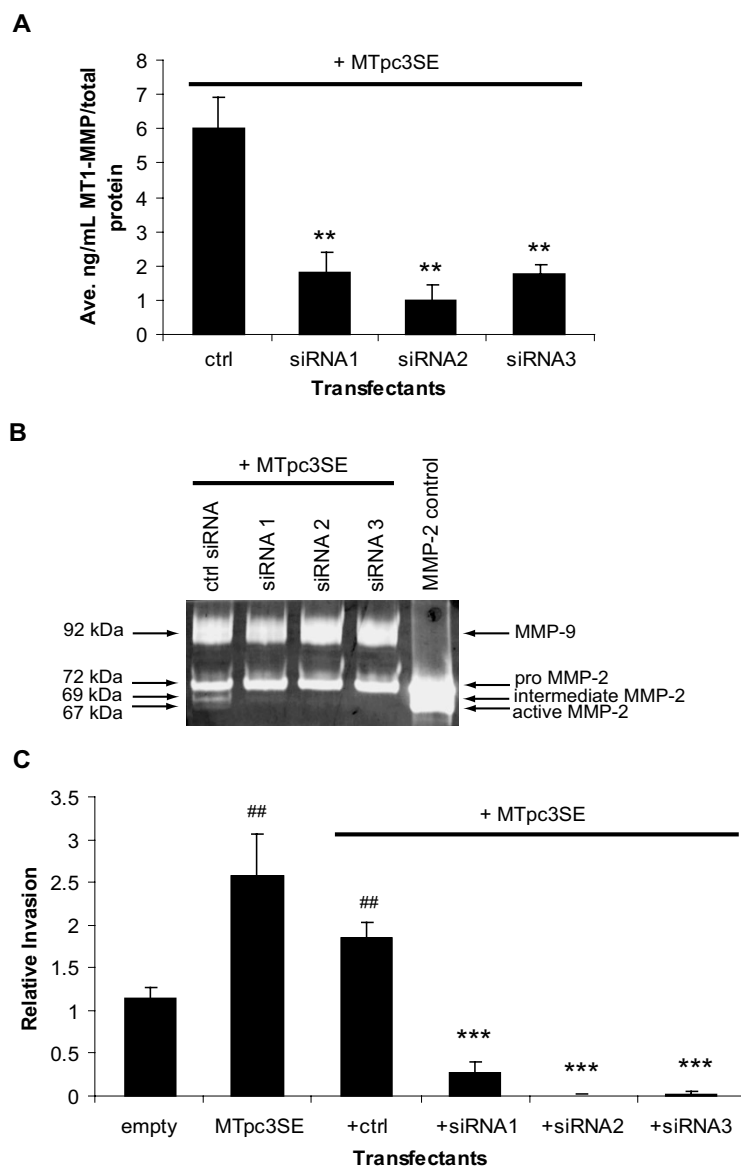 A
+ MTpc3SE
8
7
6
5
4
3
2
1
0
Ave. ng/mL MT1-MMP/total
protein
**
**
**
ctrl siRNA1 siRNA2 siRNA3
Transfectants
B
+ MTpc3SE
ctrl siRNA
siRNA 1
siRNA 2
siRNA 3
MMP-2 control
92 kDa
72 kDa
69 kDa
67 kDa
MMP-9
pro MMP-2
intermediate MMP-2
active MMP-2
C
+ MTpc3SE
3.5
3
2.5
2
1.5
1
0.5
0
Relative Invasion
##
##
***
***
***
empty MTpc3SE +ctrl +siRNA1 +siRNA2 +siRNA3
Transfectants